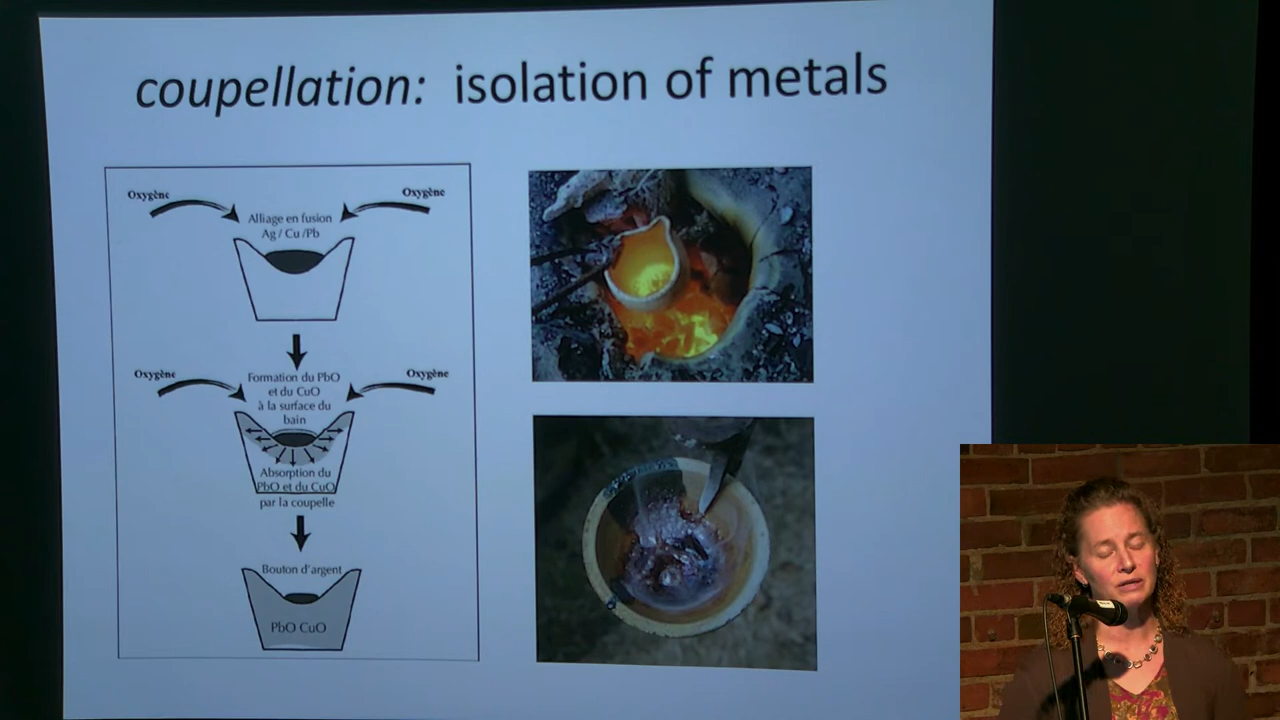 coupellation: isolation of metals
Oxygène
Oxygène
Alliage en fusion
Ag / Cu /Pb
Oxygène
Oxygène
Formation du PbO
et du CuO
à la surface du
bain
Absorption du
PbO et du CuO
par la coupelle
Bouton d'argent
PbO CuO